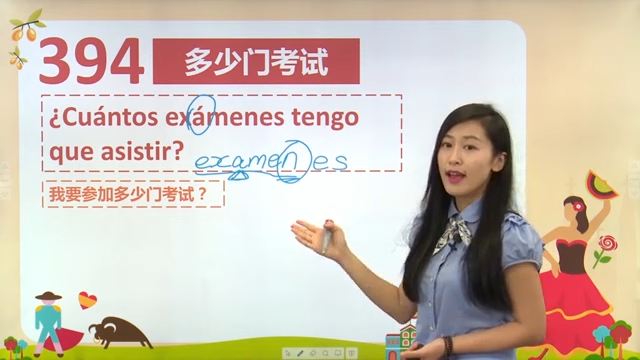 394
多少门考试
¿Cuántos exámenes tengo
que asistir?
examenes
我要参加多少门考试？